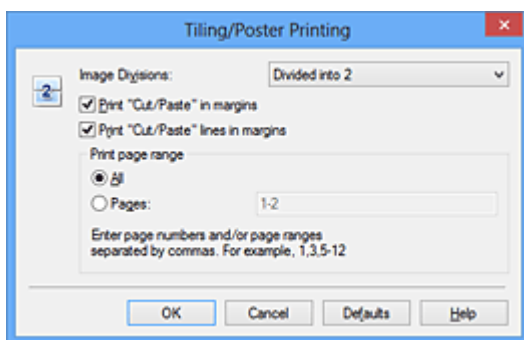 Tiling/Poster Printing
Image Divisions: Divided into 2
2
Print "Cut/Paste" in margins
Print "Cut/Paste" lines in margins
Print page range
All
Pages: 1-2
Enter page numbers and/or page ranges
separated by commas. For example, 1,3,5-12
OK Cancel Defaults Help